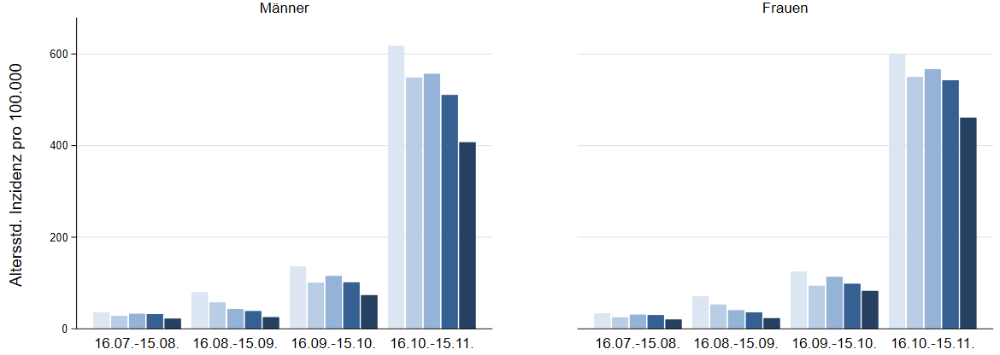 Männer
Frauen
Altersstd. Inzidenz pro 100.000
600
400
200
0
16.07.-15.08. 16.08.-15.09. 16.09.-15.10. 16.10.-15.11.
16.07.-15.08. 16.08.-15.09. 16.09.-15.10. 16.10.-15.11.